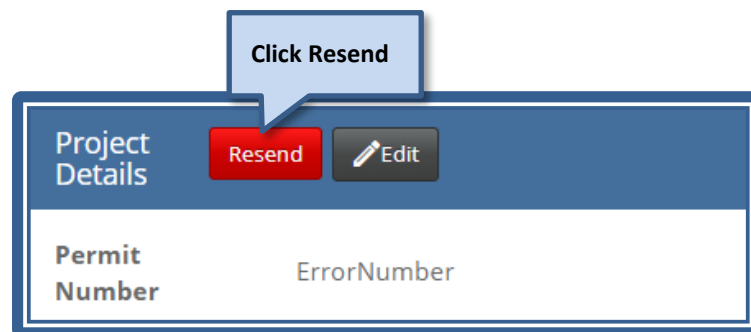 Click Resend
Project
Details
Resend
Edit
Permit
Number
ErrorNumber